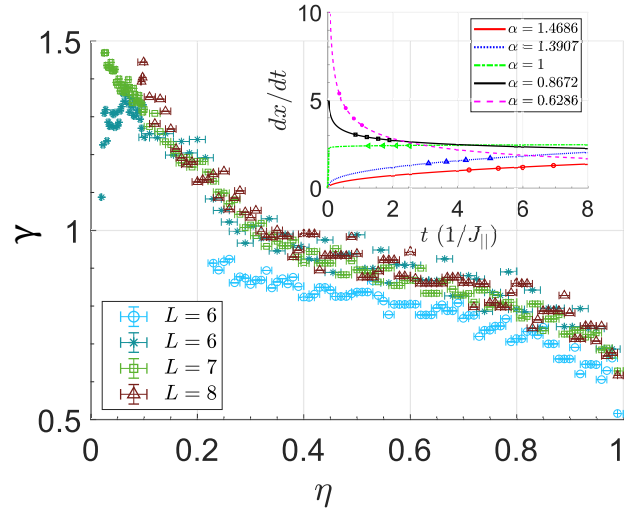 1.5
1
0.5
γ
0
0.2
0.4
0.6
0.8
1
η
L = 6
L = 6
L = 7
L = 8
10
5
0
dx/dt
0
2
4
6
8
t (1/J||)
α = 1.4686
α = 1.3907
α = 1
α = 0.8672
α = 0.6286